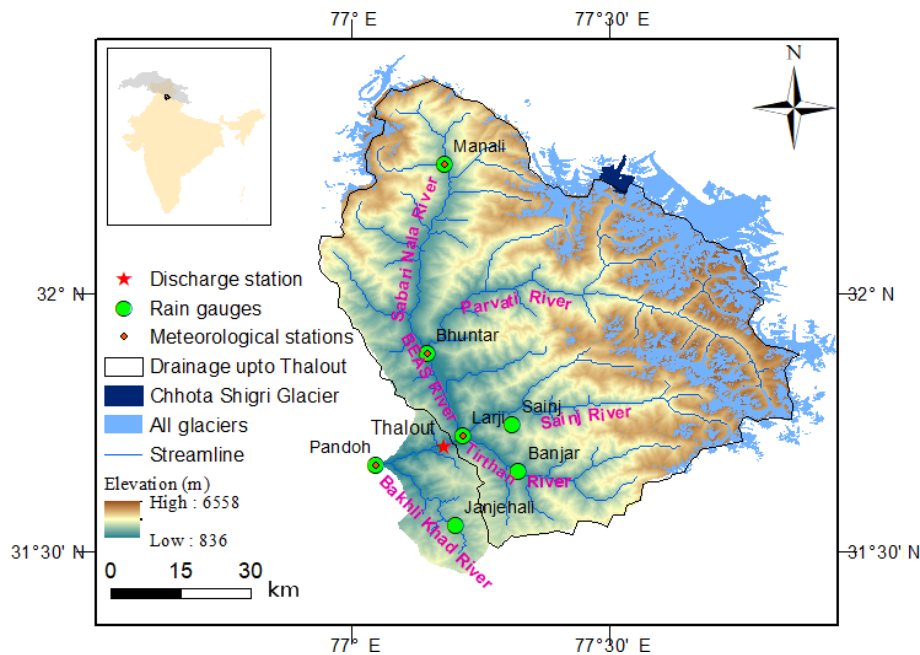 77° E
77°30' E
N
Manali
Sabari Nala River
Discharge station
Rain gauges
Meteorological stations
Drainage upto Thalout
Chhota Shigri Glacier
All glaciers
Streamline
Elevation (m)
High : 6558
Low : 836
0 15 30
km
32°
32° N
Parvati River
Bhuntar
BEAS River
Sainj
Larji
Sainj River
Thalout
Pandoh
Banjar
Tirthan River
Janjehali
Bakhli Khad River
31°30' N
31°30' N
77° E
77°30' E